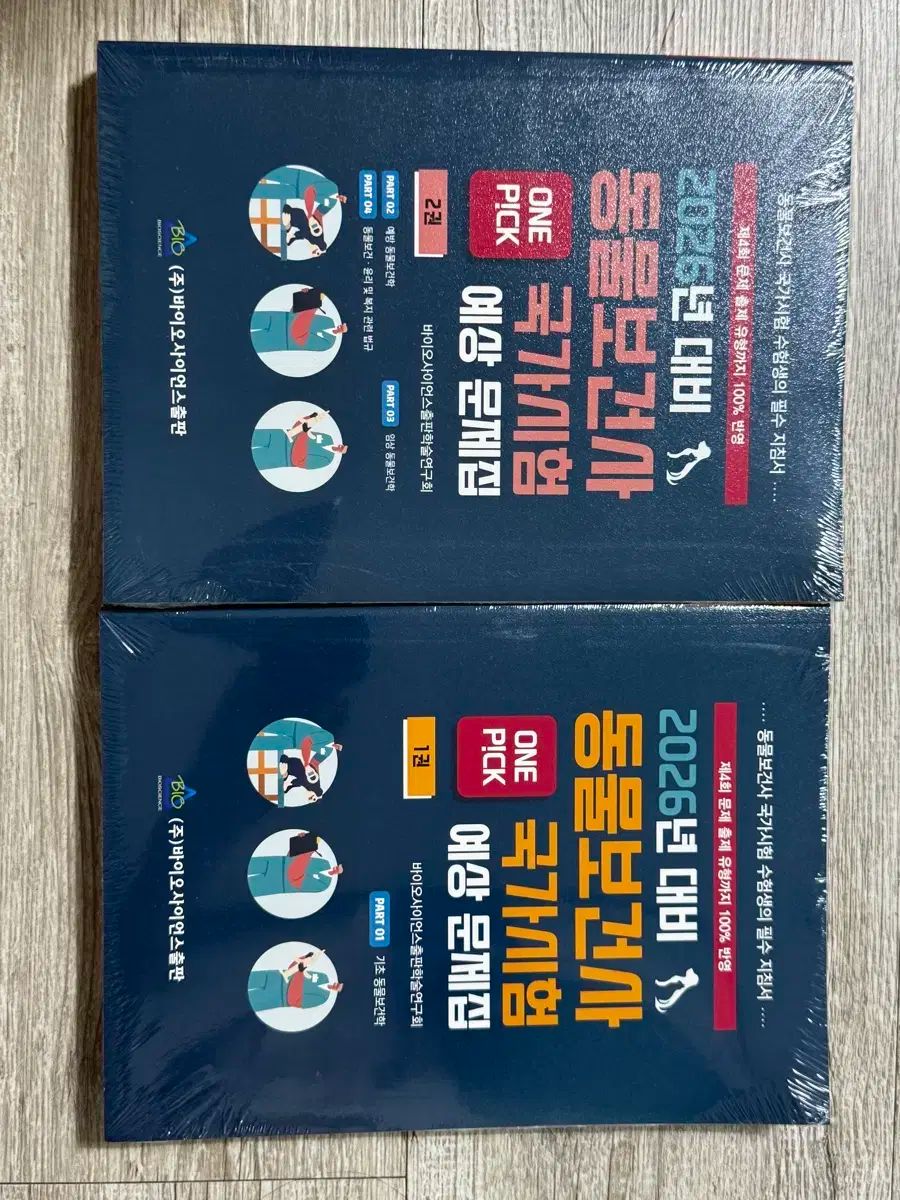 ···· 동물보건사 국가시험 수험생의 필수 지침서 ····
제4회 문제 출제 유형까지 100% 반영
2026년 대비
동물보건사
ONE P!CK
국가시험
예상 문제집
1권
바이오사이언스출판학술연구회
PART 01 기초 동물보건학
BIO
BIOSCIENCE
(주)바이오사이언스출판
동물보건사 국가시험 수험생의 필수 지침서 ····
제4회 문제 출제 유형까지 100% 반영
2026년 대비
동물보건사
ONE P!CK
국가시험
예상 문제집
2권
바이오사이언스출판학술연구회
PART 02 예방 동물보건학
PART 03 임상 동물보건학
PART 04 동물보건·윤리 및 복지 관련 법규
BIO
BIOSCIENCE
(주)바이오사이언스출판